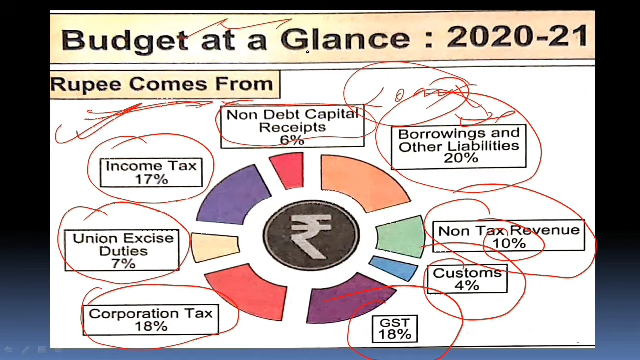 Budget at a Glance : 2020-21
Rupee Comes From
Non Debt Capital
Receipts
6%
Borrowings and
Other Liabilities
20%
Income Tax
17%
Non Tax Revenue
10%
Union Excise
Duties
7%
Customs
4%
Corporation Tax
18%
GST
18%